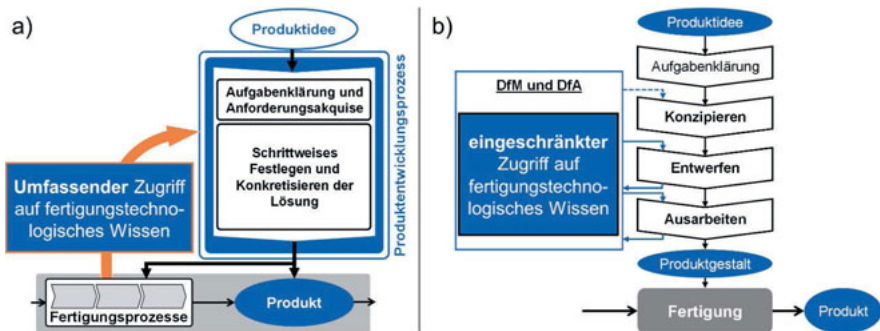 a)
Produktidee
Aufgabenklärung und
Anforderungsakquise
Schrittweises
Festlegen und
Konkretisieren der
Lösung
Produktentwicklungsprozess
Umfassender Zugriff
auf fertigungstechno-
logisches Wissen
Fertigungsprozesse
Produkt
b)
Produktidee
Aufgabenklärung
DfM und DfA
Konzipieren
eingeschränkter
Zugriff auf
fertigungstechno-
logisches Wissen
Entwerfen
Ausarbeiten
Produktgestalt
Fertigung
Produkt